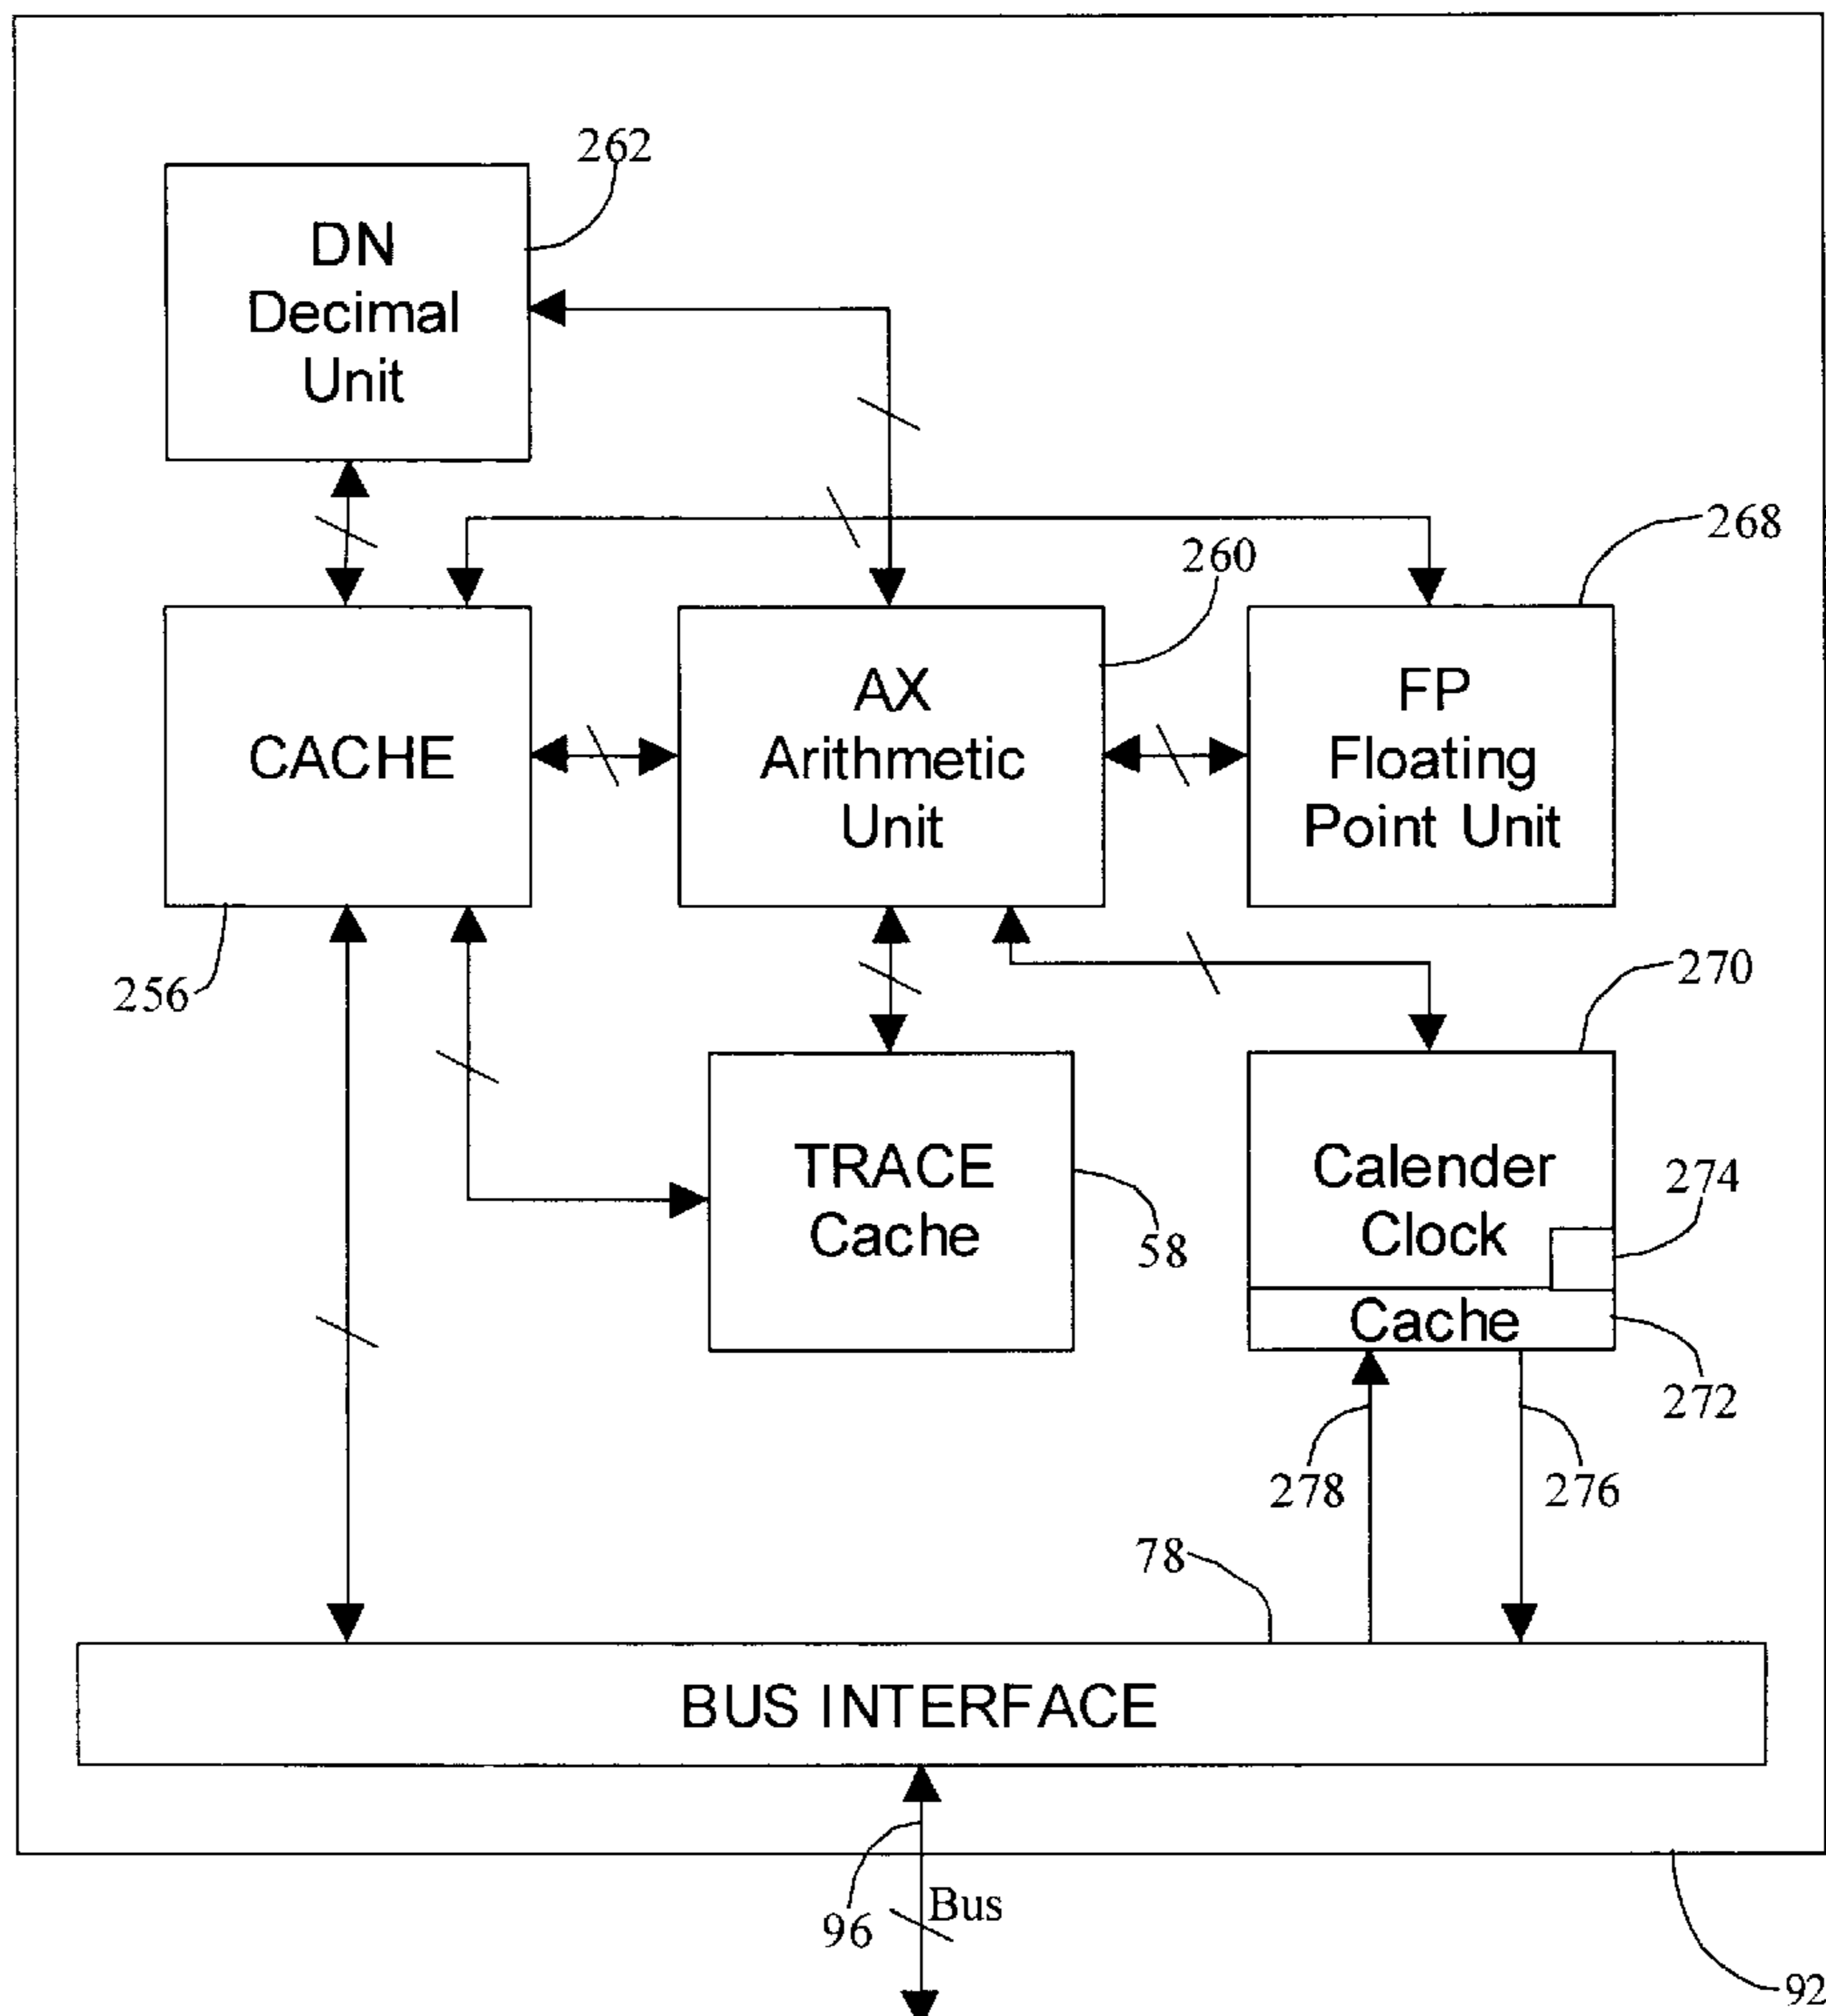 262
DN
Decimal
Unit
268
260
CACHE
AX
Arithmetic
Unit
FP
Floating
Point Unit
256
270
TRACE
Cache
58
Calender
Clock
274
Cache
272
278
276
78
BUS INTERFACE
96
Bus
92